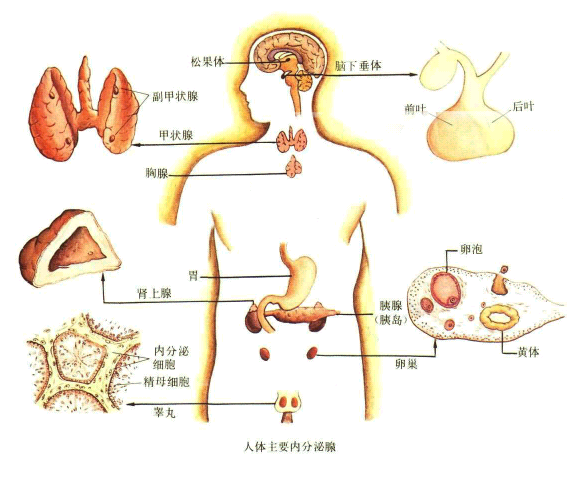 松果体
脑下垂体
副甲状腺
前叶
后叶
甲状腺
胸腺
卵泡
胃
肾上腺
胰腺
（胰岛）
内分泌
细胞
黄体
卵巢
精母细胞
睾丸
人体主要内分泌腺